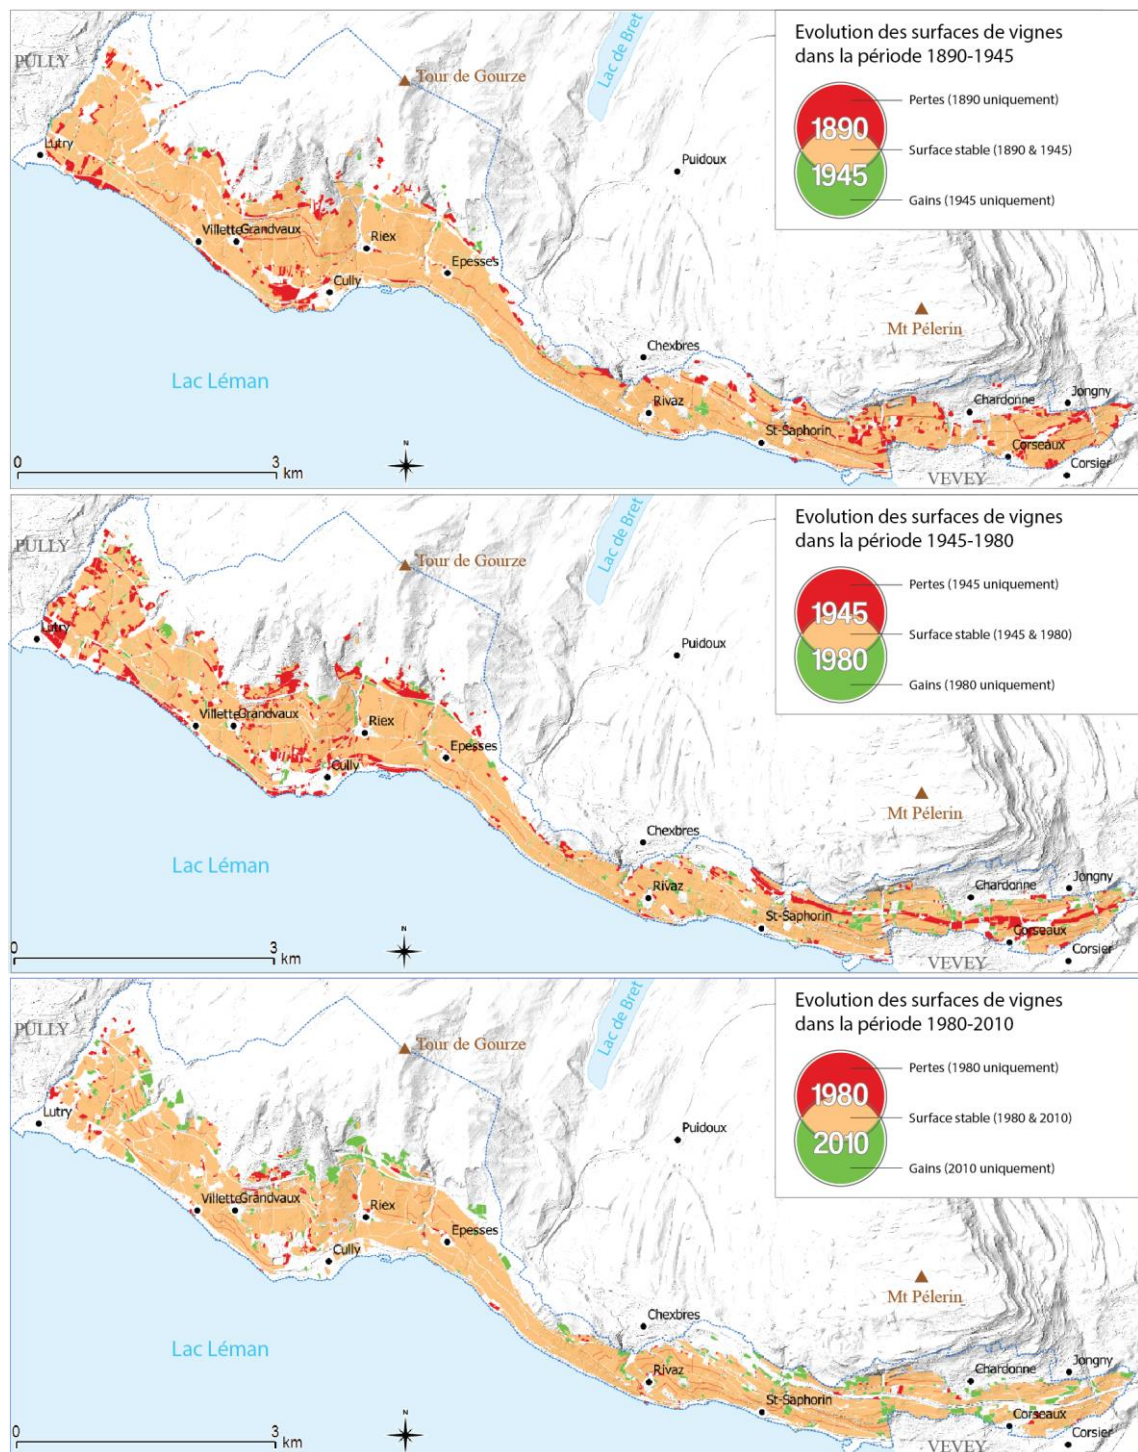 Evolution des surfaces de vignes
dans la période 1890-1945
Pertes (1890 uniquement)
1890
Surface stable (1890 & 1945)
1945
Gains (1945 uniquement)
PULLY
Tour de Gourze
Lac de Bret
Lutry
Puidoux
Villette
Grandvaux
Riex
Epesses
Cully
Mt Pélerin
Lac Léman
Chexbres
Rivaz
Chardonne
Jongny
St-Saphorin
Corseaux
Corsier
VEVEY
N
0
3
km
Evolution des surfaces de vignes
dans la période 1945-1980
Pertes (1945 uniquement)
1945
Surface stable (1945 & 1980)
1980
Gains (1980 uniquement)
PULLY
Tour de Gourze
Lac de Bret
Lutry
Puidoux
Villette
Grandvaux
Riex
Epesses
Cully
Mt Pélerin
Lac Léman
Chexbres
Rivaz
Chardonne
Jongny
St-Saphorin
Corseaux
Corsier
VEVEY
N
0
3
km
Evolution des surfaces de vignes
dans la période 1980-2010
Pertes (1980 uniquement)
1980
Surface stable (1980 & 2010)
2010
Gains (2010 uniquement)
PULLY
Tour de Gourze
Lac de Bret
Lutry
Puidoux
Villette
Grandvaux
Riex
Epesses
Cully
Mt Pélerin
Lac Léman
Chexbres
Rivaz
Chardonne
Jongny
St-Saphorin
Corseaux
Corsier
VEVEY
N
0
3
km